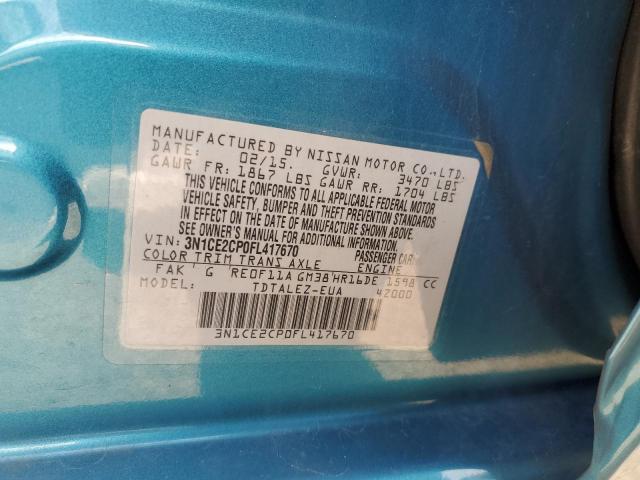 MANUFACTURED BY NISSAN MOTOR CO.,LTD.
DATE: 02/15. GVWR: 3470 LBS
GAWR FR: 1867 LBS GAWR RR: 1704 LBS
THIS VEHICLE CONFORMS TO ALL APPLICABLE FEDERAL MOTOR
VEHICLE SAFETY, BUMPER AND THEFT PREVENTION STANDARDS
IN EFFECT ON THE DATE OF MANUFACTURE SHOWN ABOVE.
SEE OWNER'S MANUAL FOR ADDITIONAL INFORMATION.
VIN: 3N1CE2CP0FL417670 PASSENGER CAR
COLOR TRIM TRANS AXLE ENGINE
FAK G RE0F11A GM38 HR16DE 1598 CC
MODEL: TDTALEZ-EUA 42000
3N1CE2CP0FL417670